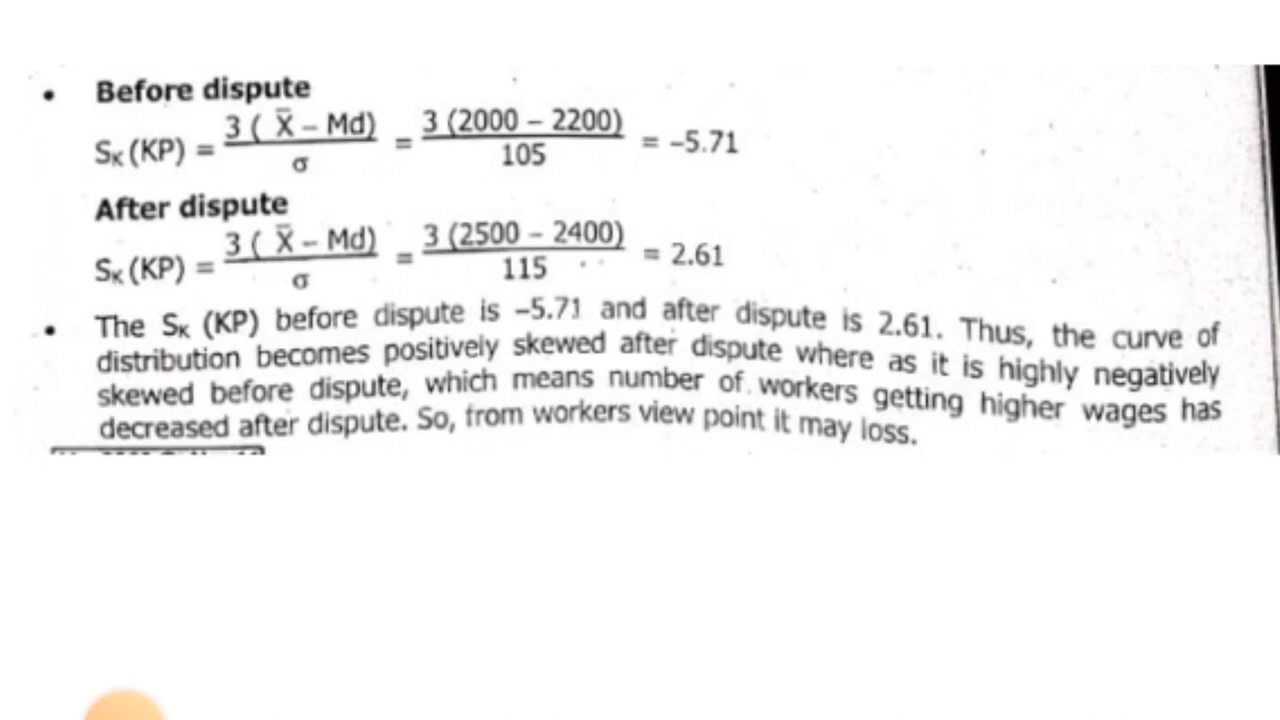 • Before dispute
Sκ (KP) = 3 ( X̄ – Md) / σ = 3 (2000 – 2200) / 105 = –5.71
After dispute
Sκ (KP) = 3 ( X̄ – Md) / σ = 3 (2500 – 2400) / 115 = 2.61
• The Sκ (KP) before dispute is –5.71 and after dispute is 2.61. Thus, the curve of
distribution becomes positively skewed after dispute where as it is highly negatively
skewed before dispute, which means number of workers getting higher wages has
decreased after dispute. So, from workers view point it may loss.